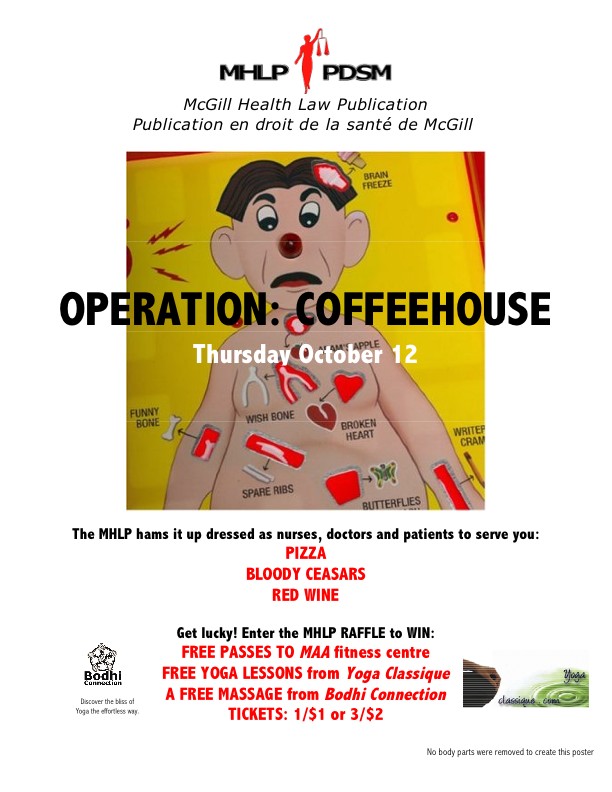 MHLP PDSM
McGill Health Law Publication
Publication en droit de la santé de McGill
BRAIN
FREEZE
OPERATION: COFFEEHOUSE
Thursday October 12
ADAM'S APPLE
FUNNY
BONE
WISH BONE
BROKEN
HEART
WRITER
CRAM
SPARE RIBS
BUTTERFLIES
The MHLP hams it up dressed as nurses, doctors and patients to serve you:
PIZZA
BLOODY CEASARS
RED WINE
Get lucky! Enter the MHLP RAFFLE to WIN:
FREE PASSES TO MAA fitness centre
FREE YOGA LESSONS from Yoga Classique
A FREE MASSAGE from Bodhi Connection
TICKETS: 1/$1 or 3/$2
Bodhi
Connection
Discover the bliss of
Yoga the effortless way.
Yoga
classique.com
No body parts were removed to create this poster